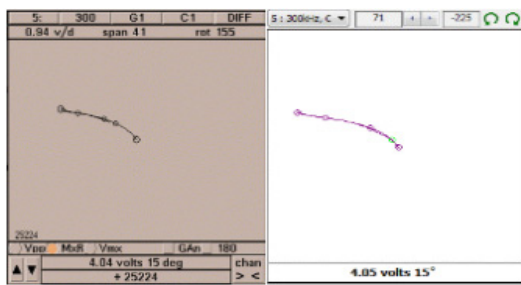 5: 300 G1 C1 DIFF
0.94 v/d span 41 rot 155
25224
Vpp MxR Vmx GAn 180
4.04 volts 15 deg chan
+ 25224 > <
5 : 300kHz, C 71 -225
4.05 volts 15°